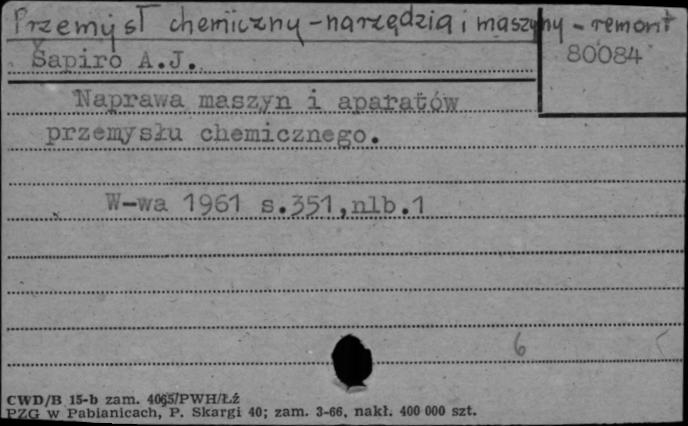 Przemysł chemiczny - narzędzia i maszyny - remont
80084
Šapiro A.J.
Naprawa maszyn i aparatów
przemysłu chemicznego.
W-wa 1961 s.351,nlb.1
6
CWD/B 15-b zam. 4065/PWH/Łź
PZG w Pabianicach, P. Skargi 40; zam. 3-66, nakł. 400 000 szt.